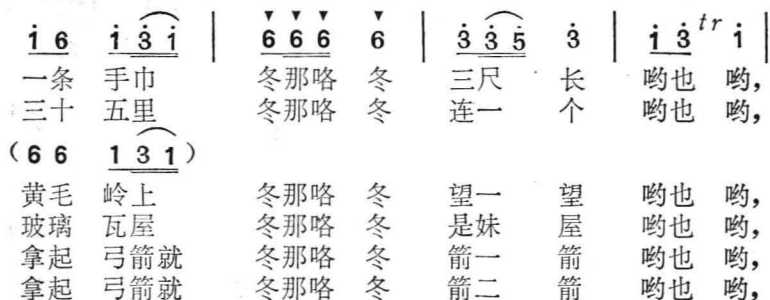 1̇ 6 1̇ 3̇ 1̇ | 6 6 6 6 | 3̇ 3̇ 5̇ 3̇ | 1̇ 3̇ tr 1̇ |
一条 手巾 冬那咯 冬 三尺 长 哟也 哟,
三十 五里 冬那咯 冬 连一 个 哟也 哟,
(6 6 1 3 1)
黄毛 岭上 冬那咯 冬 望一 望 哟也 哟,
玻璃 瓦屋 冬那咯 冬 是妹 屋 哟也 哟,
拿起 弓箭就 冬那咯 冬 箭一 箭 哟也 哟,
拿起 弓箭就 冬那咯 冬 箭二 箭 哟也 哟,